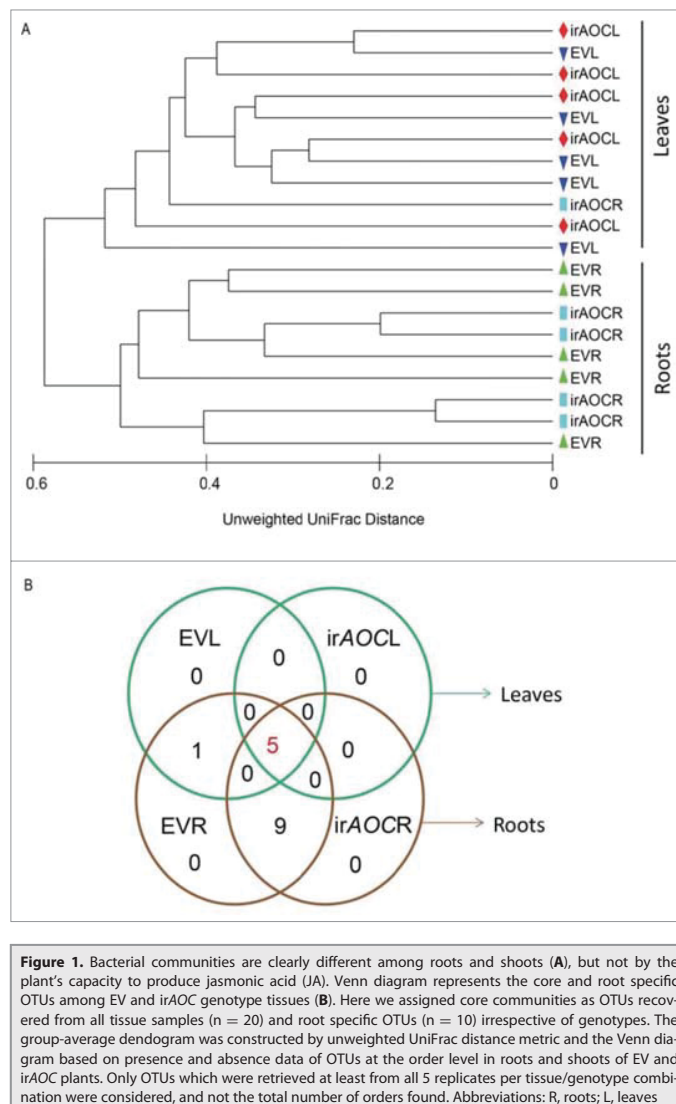 A
irAOCL
EVL
irAOCL
irAOCL
EVL
irAOCL
EVL
EVL
irAOCR
irAOCL
EVL
EVR
EVR
irAOCR
irAOCR
EVR
EVR
irAOCR
irAOCR
EVR
Leaves
Roots
0.6 0.4 0.2 0
Unweighted UniFrac Distance
B
EVL irAOCL
0
0 0
0 0
Leaves
1 5 0
0 0
EVR 9 irAOCR
Roots
0 0
Figure 1. Bacterial communities are clearly different among roots and shoots (A), but not by the
plant's capacity to produce jasmonic acid (JA). Venn diagram represents the core and root specific
OTUs among EV and irAOC genotype tissues (B). Here we assigned core communities as OTUs recov-
ered from all tissue samples (n = 20) and root specific OTUs (n = 10) irrespective of genotypes. The
group-average dendogram was constructed by unweighted UniFrac distance metric and the Venn dia-
gram based on presence and absence data of OTUs at the order level in roots and shoots of EV and
irAOC plants. Only OTUs which were retrieved at least from all 5 replicates per tissue/genotype combi-
nation were considered, and not the total number of orders found. Abbreviations: R, roots; L, leaves